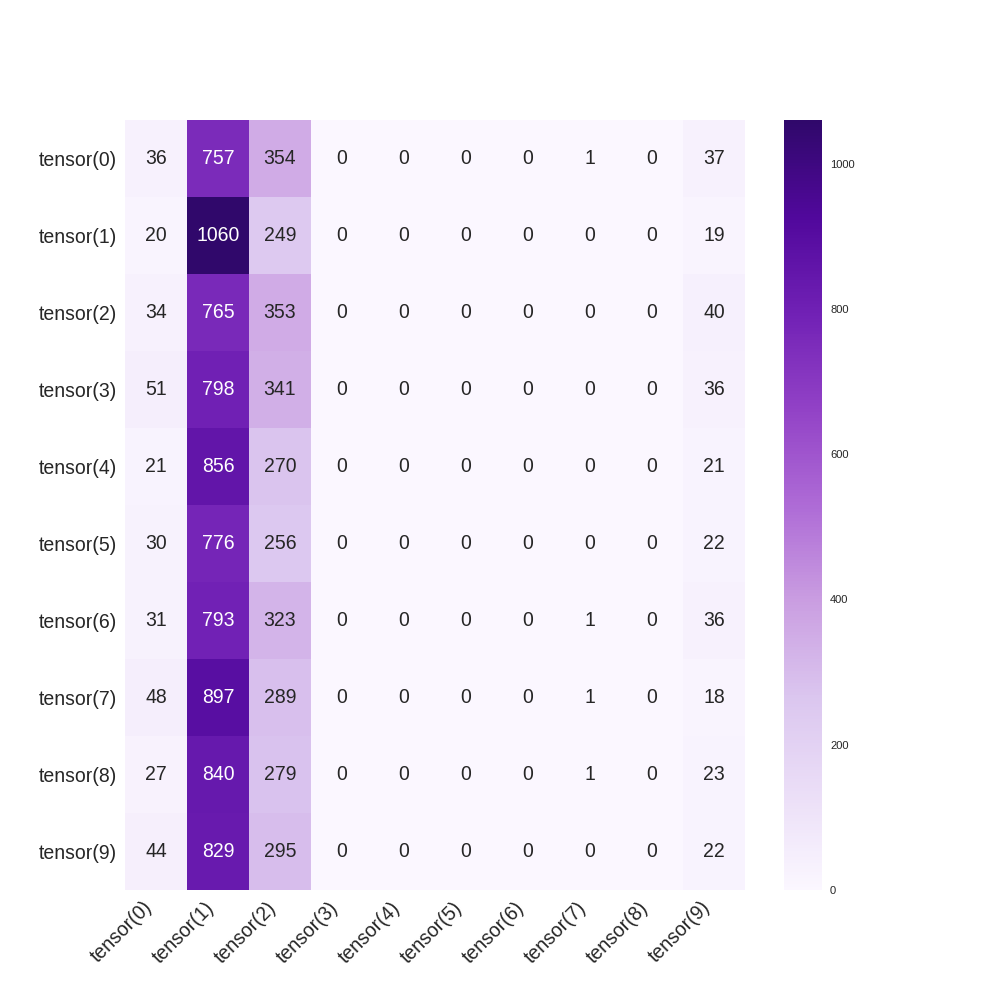 tensor(0) 36 757 354 0 0 0 0 1 0 37
tensor(1) 20 1060 249 0 0 0 0 0 0 19
tensor(2) 34 765 353 0 0 0 0 0 0 40
tensor(3) 51 798 341 0 0 0 0 0 0 36
tensor(4) 21 856 270 0 0 0 0 0 0 21
tensor(5) 30 776 256 0 0 0 0 0 0 22
tensor(6) 31 793 323 0 0 0 0 1 0 36
tensor(7) 48 897 289 0 0 0 0 1 0 18
tensor(8) 27 840 279 0 0 0 0 1 0 23
tensor(9) 44 829 295 0 0 0 0 0 0 22
tensor(0) tensor(1) tensor(2) tensor(3) tensor(4) tensor(5) tensor(6) tensor(7) tensor(8) tensor(9)
1000
800
600
400
200
0